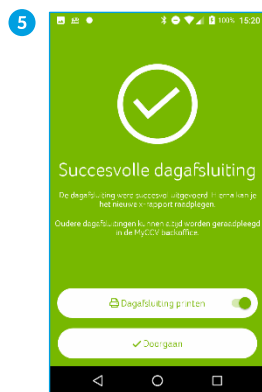 5
100% 15:20
Succesvolle dagafsluiting
De dagafsluiting werd succesvol uitgevoerd. Hierna kan je
het nieuwe x-rapport raadplegen.
Oudere dagafsluitingen kunnen altijd worden geraadpleegd
in de MyCCV backoffice.
Dagafsluiting printen
Doorgaan